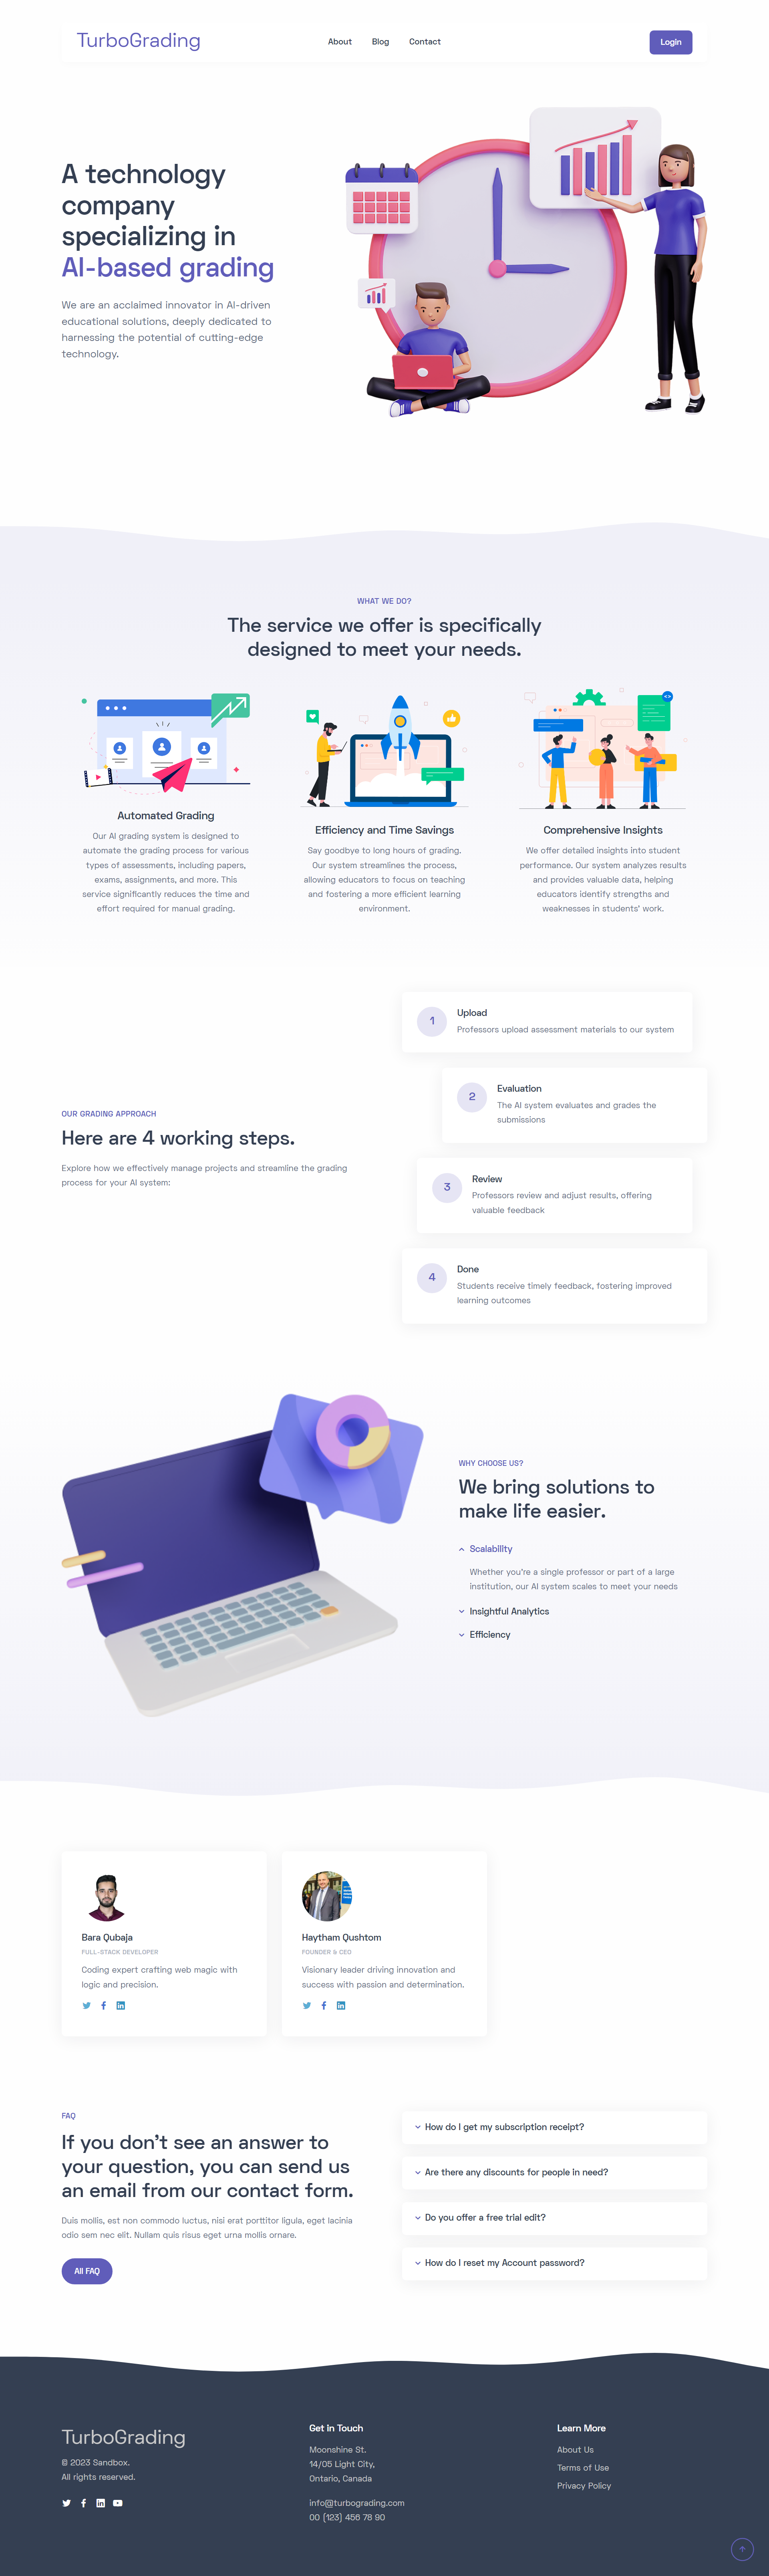 TurboGrading
About
Blog
Contact
Login
A technology
company
specializing in
AI-based grading
We are an acclaimed innovator in AI-driven
educational solutions, deeply dedicated to
harnessing the potential of cutting-edge
technology.
WHAT WE DO?
The service we offer is specifically
designed to meet your needs.
Automated Grading
Our AI grading system is designed to
automate the grading process for various
types of assessments, including papers,
exams, assignments, and more. This
service significantly reduces the time and
effort required for manual grading.
Efficiency and Time Savings
Say goodbye to long hours of grading.
Our system streamlines the process,
allowing educators to focus on teaching
and fostering a more efficient learning
environment.
Comprehensive Insights
We offer detailed insights into student
performance. Our system analyzes results
and provides valuable data, helping
educators identify strengths and
weaknesses in students' work.
OUR GRADING APPROACH
Here are 4 working steps.
Explore how we effectively manage projects and streamline the grading
process for your AI system:
1
Upload
Professors upload assessment materials to our system
2
Evaluation
The AI system evaluates and grades the
submissions
3
Review
Professors review and adjust results, offering
valuable feedback
4
Done
Students receive timely feedback, fostering improved
learning outcomes
WHY CHOOSE US?
We bring solutions to
make life easier.
Scalability
Whether you're a single professor or part of a large
institution, our AI system scales to meet your needs
Insightful Analytics
Efficiency
Bara Qubaja
FULL-STACK DEVELOPER
Coding expert crafting web magic with
logic and precision.
Haytham Qushtom
FOUNDER & CEO
Visionary leader driving innovation and
success with passion and determination.
FAQ
If you don't see an answer to
your question, you can send us
an email from our contact form.
Duis mollis, est non commodo luctus, nisi erat porttitor ligula, eget lacinia
odio sem nec elit. Nullam quis risus eget urna mollis ornare.
All FAQ
How do I get my subscription receipt?
Are there any discounts for people in need?
Do you offer a free trial edit?
How do I reset my Account password?
TurboGrading
© 2023 Sandbox.
All rights reserved.
Get in Touch
Moonshine St.
14/05 Light City,
Ontario, Canada
info@turbograding.com
00 (123) 456 78 90
Learn More
About Us
Terms of Use
Privacy Policy